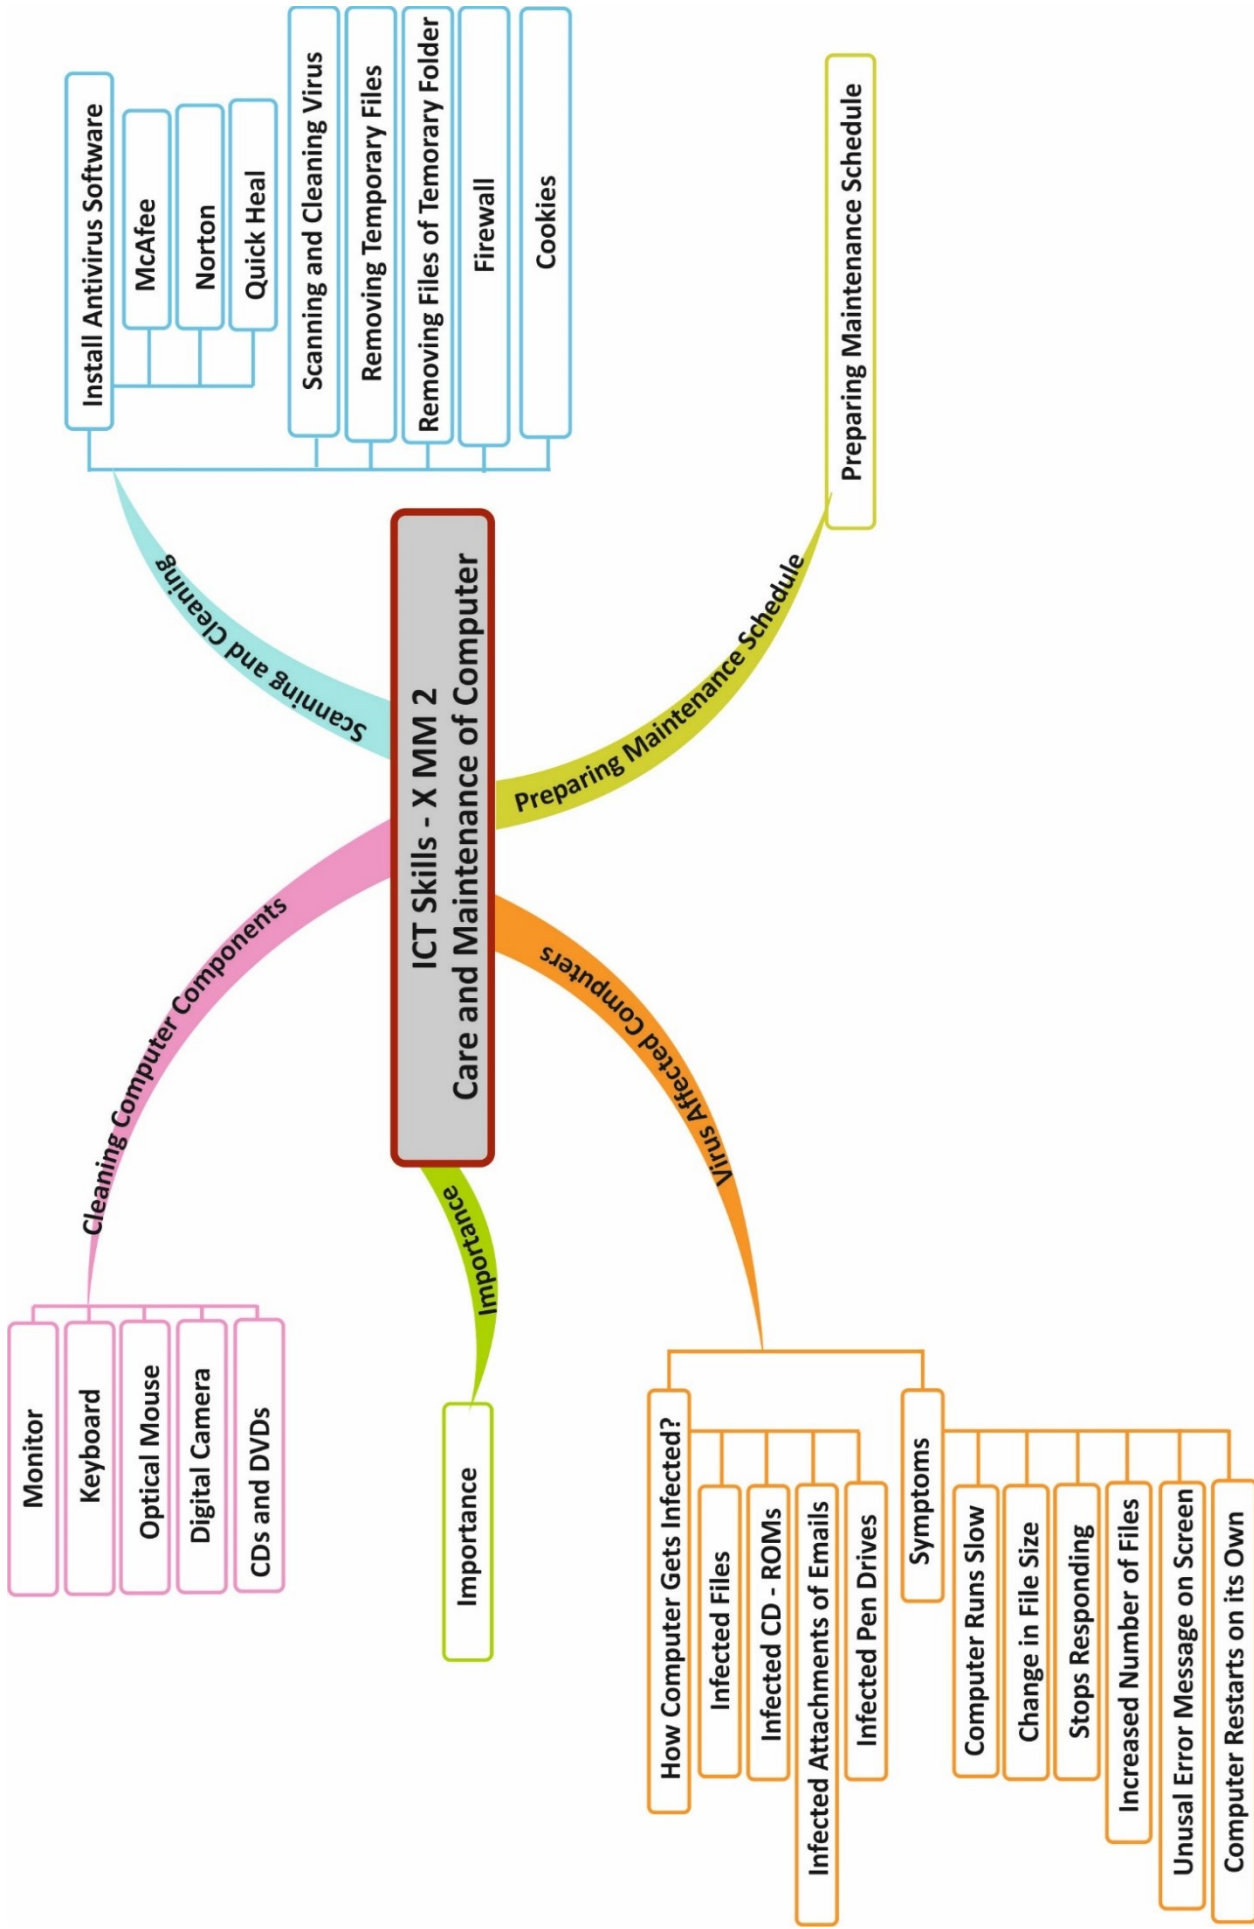 ICT Skills - X MM 2
Care and Maintenance of Computer
Cleaning Computer Components
Monitor
Keyboard
Optical Mouse
Digital Camera
CDs and DVDs
Scanning and Cleaning
Install Antivirus Software
McAfee
Norton
Quick Heal
Scanning and Cleaning Virus
Removing Temporary Files
Removing Files of Temorary Folder
Firewall
Cookies
Importance
Importance
Virus Affected Computers
How Computer Gets Infected?
Infected Files
Infected CD - ROMs
Infected Attachments of Emails
Infected Pen Drives
Symptoms
Computer Runs Slow
Change in File Size
Stops Responding
Increased Number of Files
Unusal Error Message on Screen
Computer Restarts on its Own
Preparing Maintenance Schedule
Preparing Maintenance Schedule